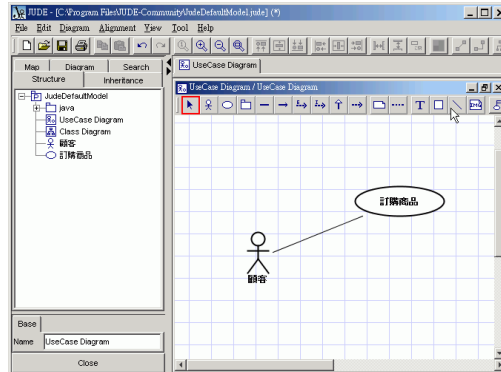 JUDE - [C:\Program Files\JUDE-Community\JudeDefaultModel.jude] (*)
File Edit Diagram Alignment View Tool Help
Map Diagram Search
Structure Inheritance
JudeDefaultModel
java
UseCase Diagram
Class Diagram
顧客
訂購商品
Base
Name UseCase Diagram
Close
UseCase Diagram
UseCase Diagram / UseCase Diagram
T
訂購商品
顧客